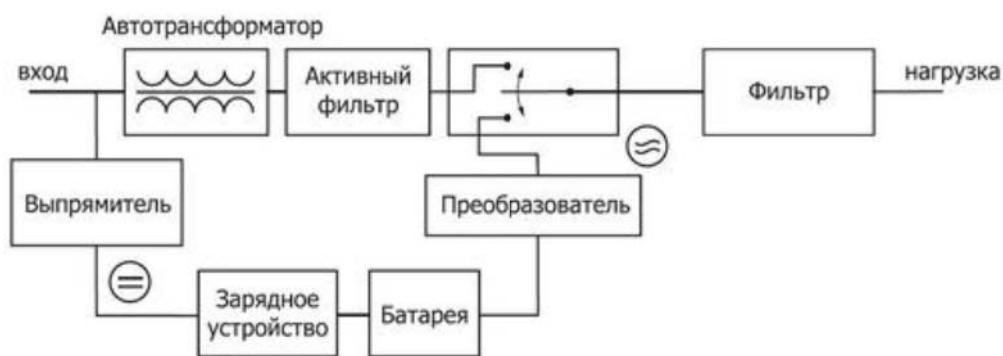 Автотрансформатор
вход
Активный
фильтр
Фильтр
нагрузка
Выпрямитель
Преобразователь
Зарядное
устройство
Батарея